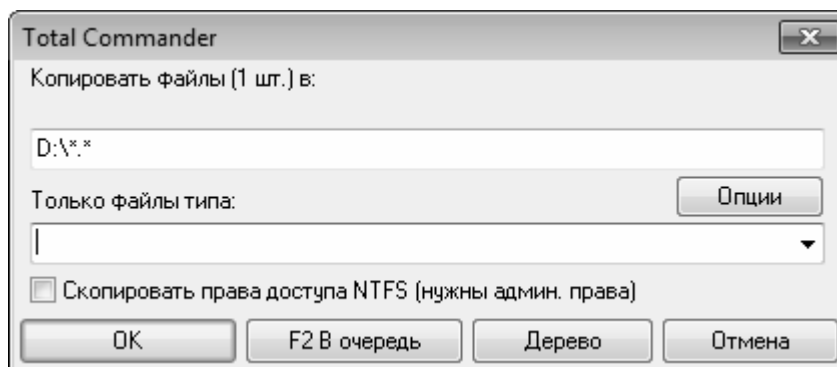 Total Commander
Копировать файлы (1 шт.) в:
D:\*.*
Только файлы типа:
Опции
Скопировать права доступа NTFS (нужны админ. права)
OK F2 В очередь Дерево Отмена